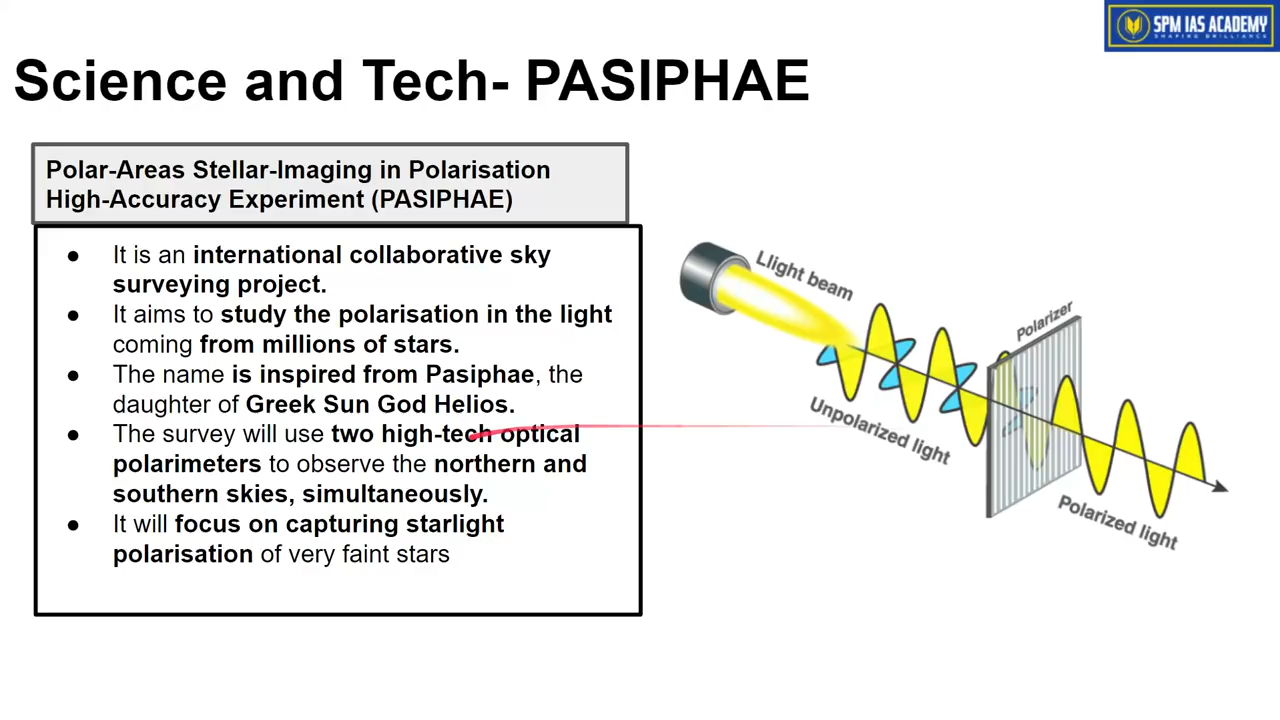 SPM IAS ACADEMY
SHAPING BRILLIANCE
Science and Tech- PASIPHAE
Polar-Areas Stellar-Imaging in Polarisation
High-Accuracy Experiment (PASIPHAE)
● It is an international collaborative sky
surveying project.
● It aims to study the polarisation in the light
coming from millions of stars.
● The name is inspired from Pasiphae, the
daughter of Greek Sun God Helios.
● The survey will use two high-tech optical
polarimeters to observe the northern and
southern skies, simultaneously.
● It will focus on capturing starlight
polarisation of very faint stars
Llight beam
Polarizer
Unpolarized light
Polarized light